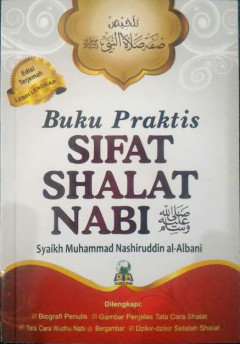 تلخيص
صفة صلاة النبي ﷺ
Edisi
Terjemah
LEBIH LENGKAP
Buku Praktis
SIFAT
SHALAT
NABI ﷺ
Syaikh Muhammad Nashiruddin al-Albani
Dilengkapi:
Biografi Penulis Gambar Penjelas Tata Cara Shalat
Tata Cara Wudhu Nabi Bergambar Dzikir-dzikir Setelah Shalat